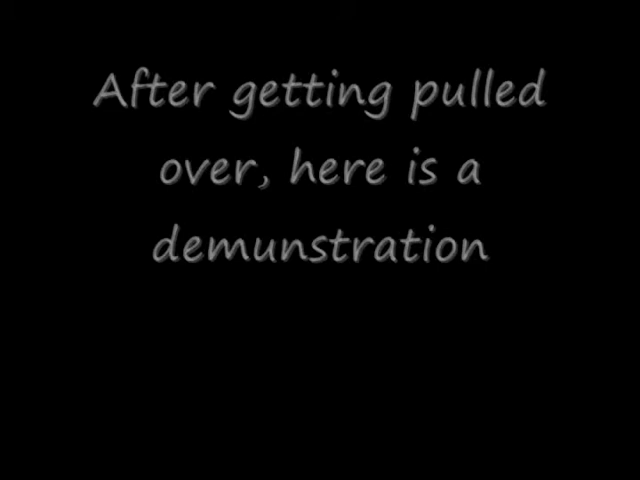 After getting pulled
over, here is a
demunstration